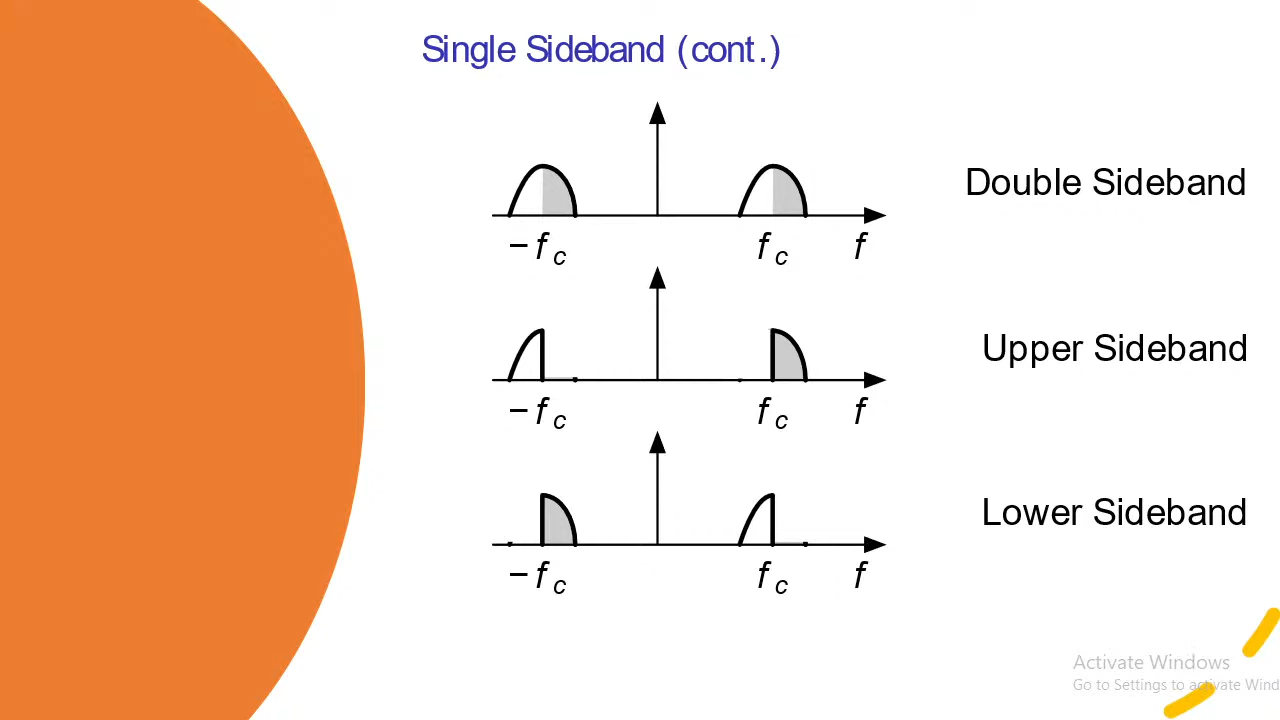 Single Sideband (cont.)
Double Sideband
– f c f c f
Upper Sideband
– f c f c f
Lower Sideband
– f c f c f
Activate Windows
Go to Settings to activate Wind